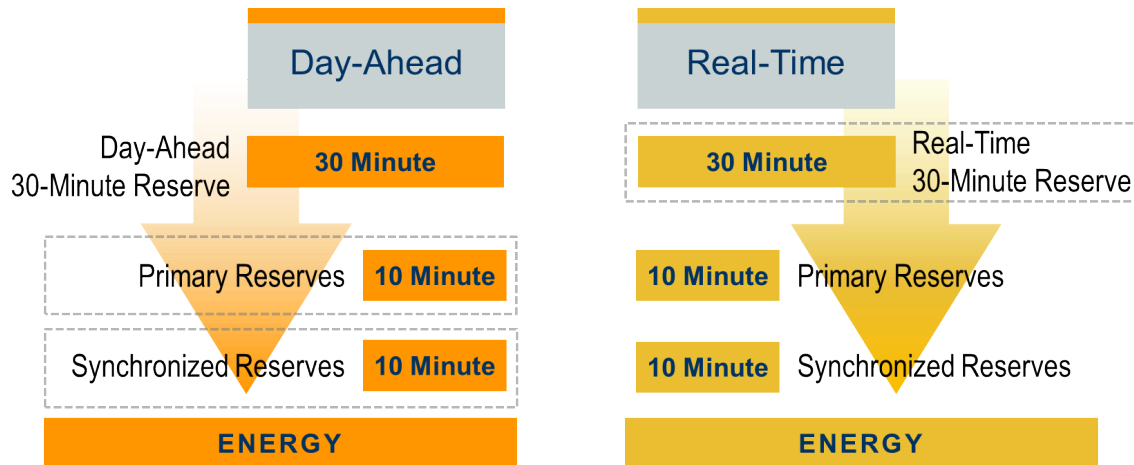 Day-Ahead
Day-Ahead
30-Minute Reserve
30 Minute
Primary Reserves
10 Minute
Synchronized Reserves
10 Minute
ENERGY
Real-Time
30 Minute
Real-Time
30-Minute Reserve
10 Minute
Primary Reserves
10 Minute
Synchronized Reserves
ENERGY